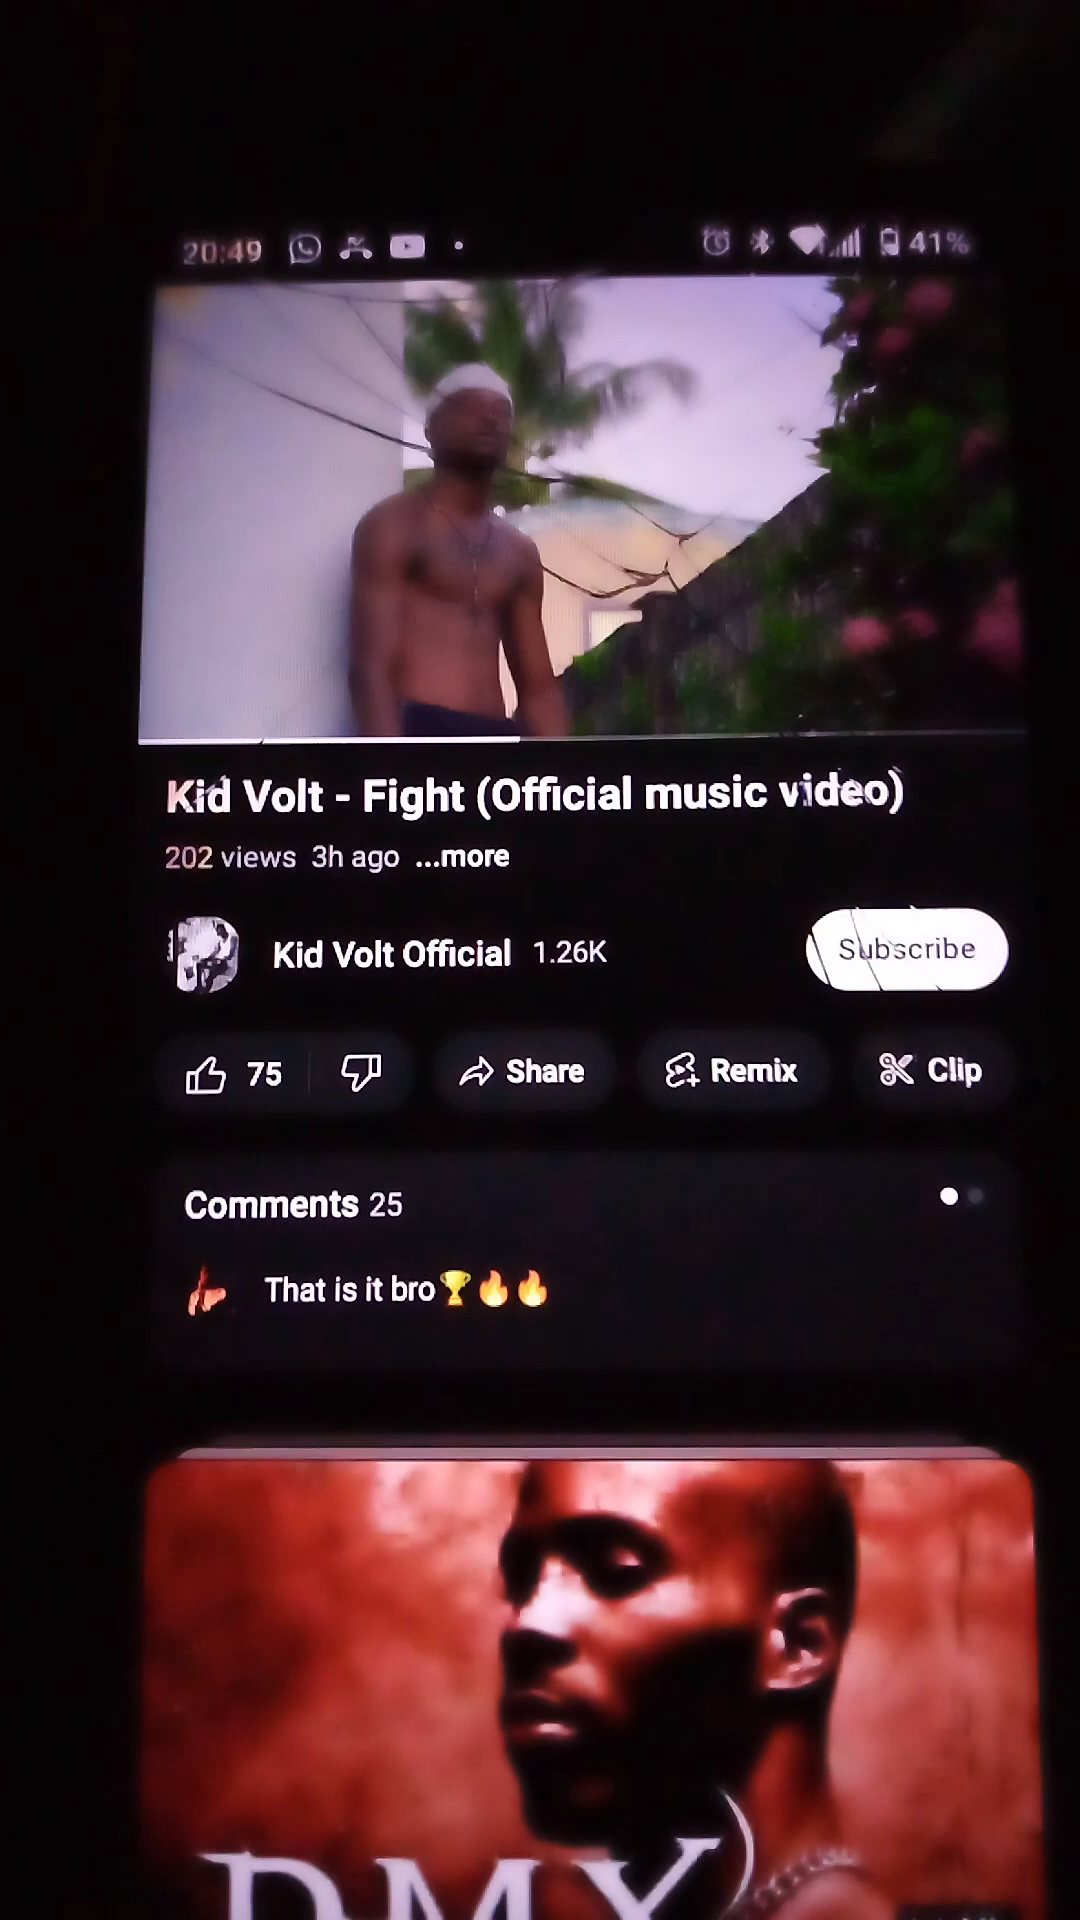 20:49 41%
Kid Volt - Fight (Official music video)
202 views 3h ago ...more
Kid Volt Official 1.26K Subscribe
75 Share Remix Clip
Comments 25
That is it bro🏆🔥🔥
DMX